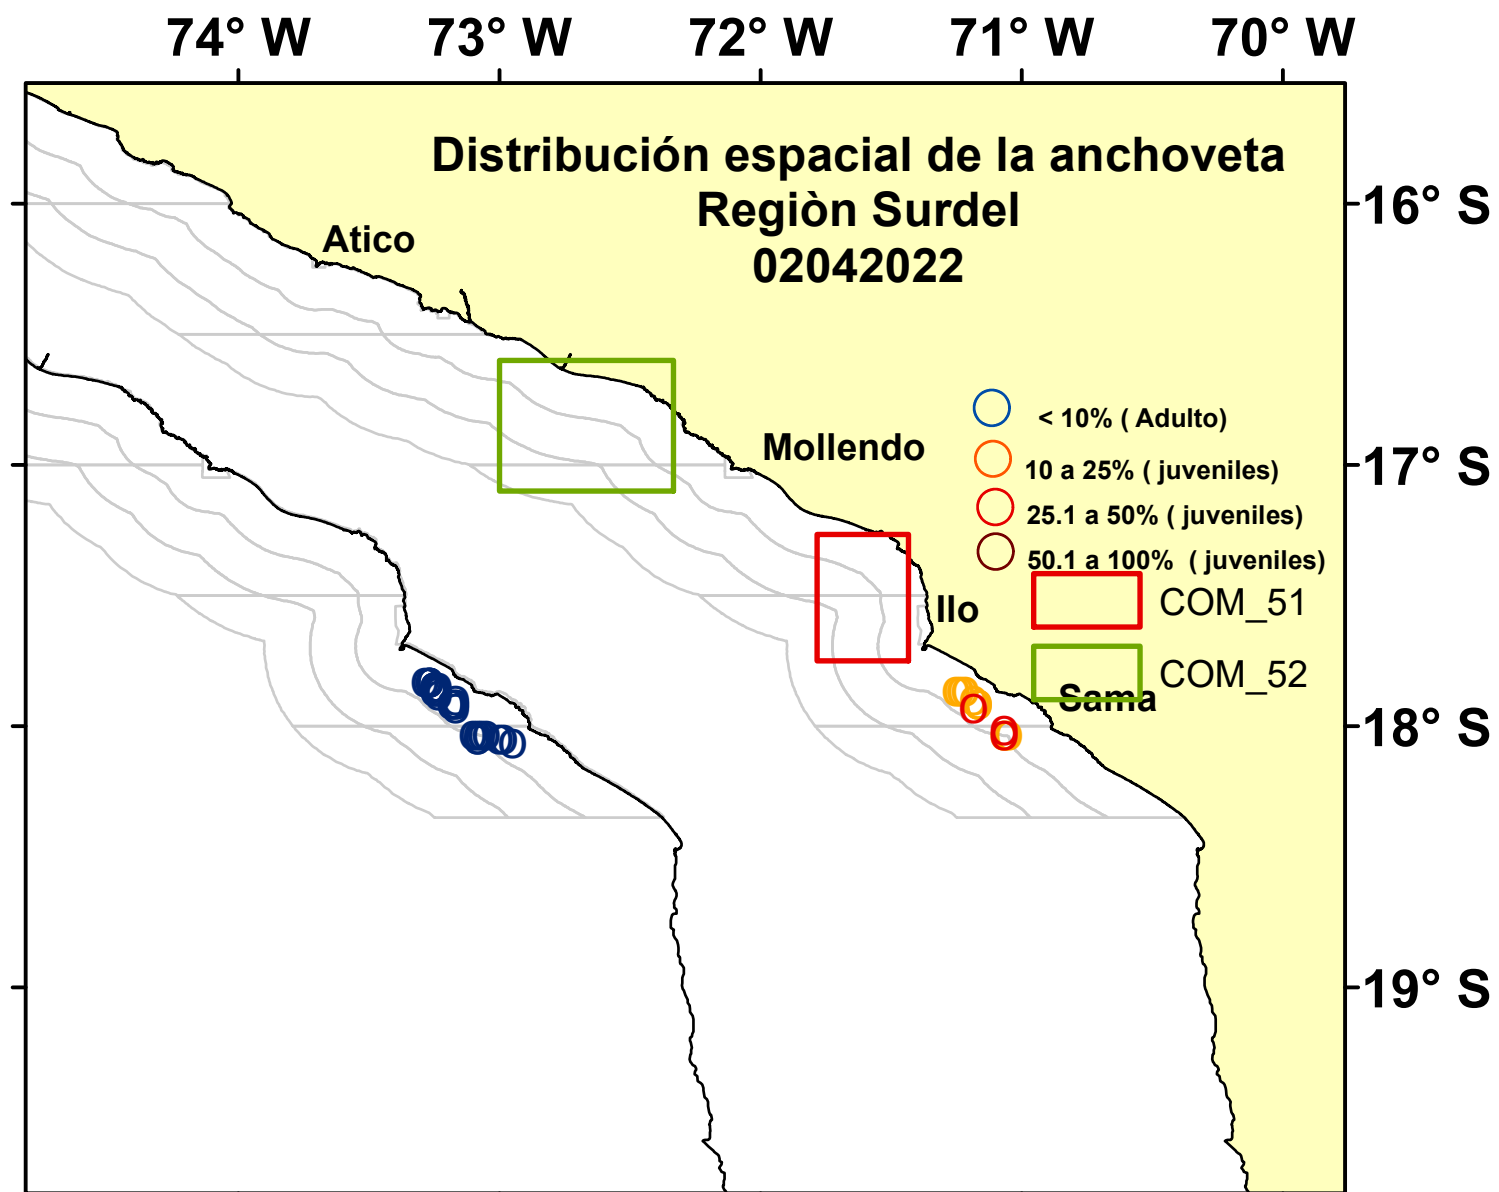 74° W 73° W 72° W 71° W 70° W
Distribución espacial de la anchoveta
Regiòn Surdel
02042022
16° S
Atico
< 10% ( Adulto)
Mollendo
17° S
10 a 25% ( juveniles)
25.1 a 50% ( juveniles)
50.1 a 100% ( juveniles)
Ilo
COM_51
COM_52
Sama
18° S
19° S